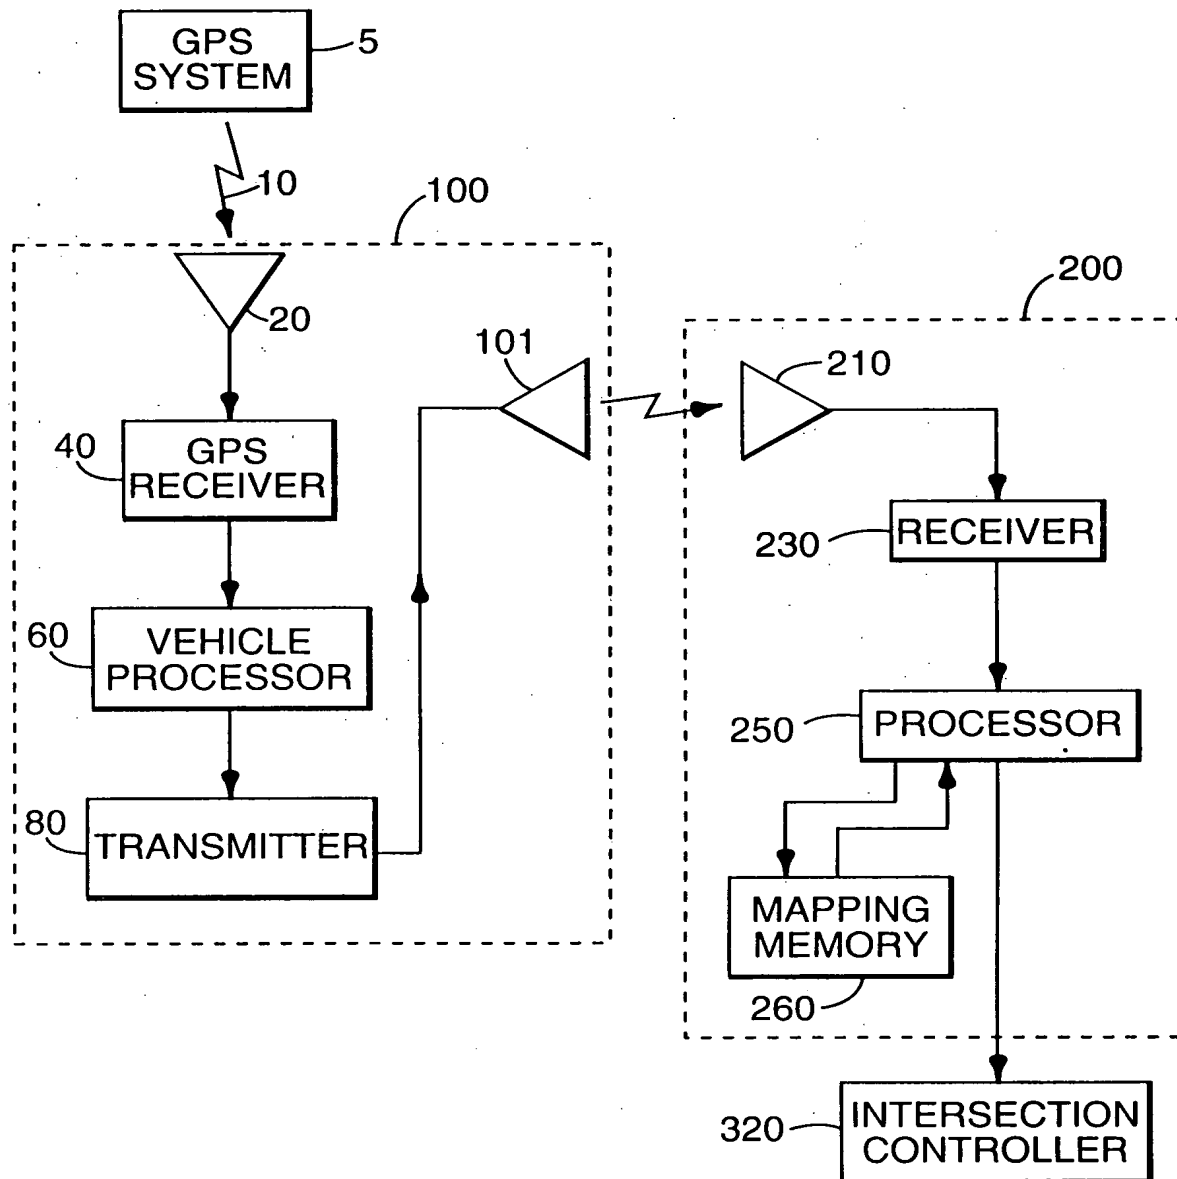 GPS
SYSTEM
5
10
100
20
200
101
210
40
GPS
RECEIVER
230
RECEIVER
60
VEHICLE
PROCESSOR
250
PROCESSOR
80
TRANSMITTER
MAPPING
MEMORY
260
320
INTERSECTION
CONTROLLER